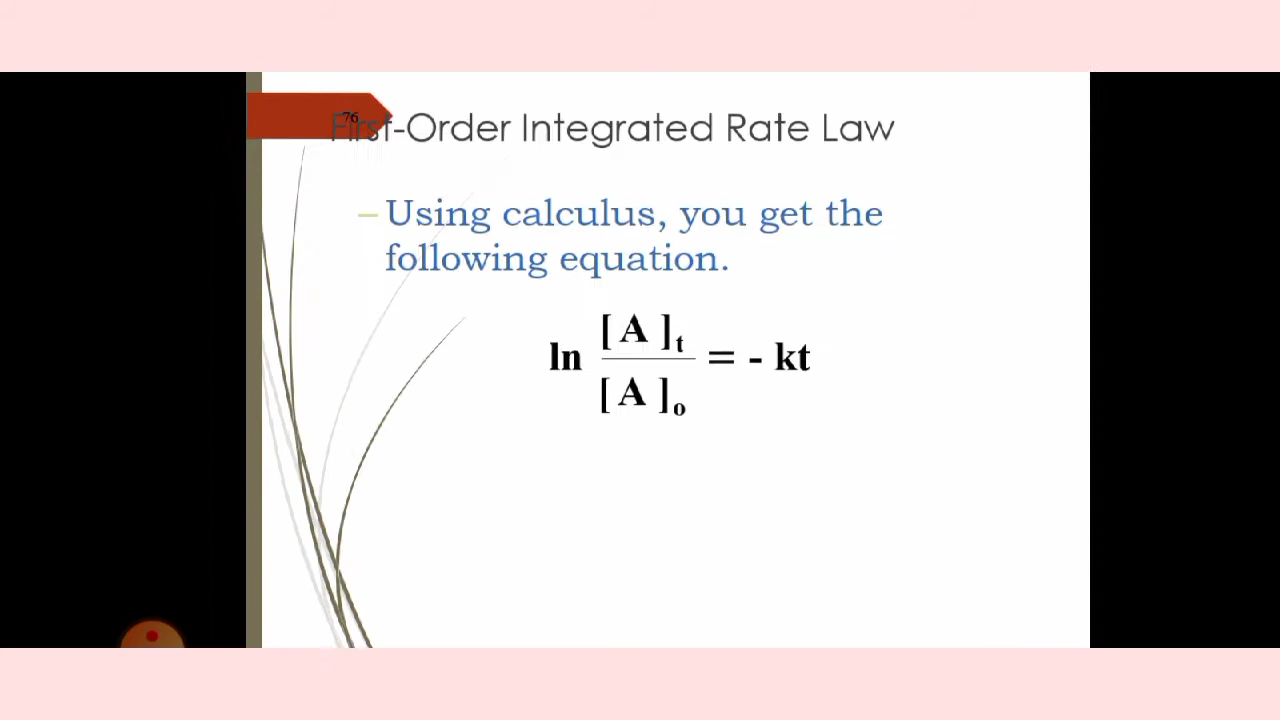 76
First-Order Integrated Rate Law
– Using calculus, you get the
following equation.
ln [ A ]t / [ A ]o = - kt